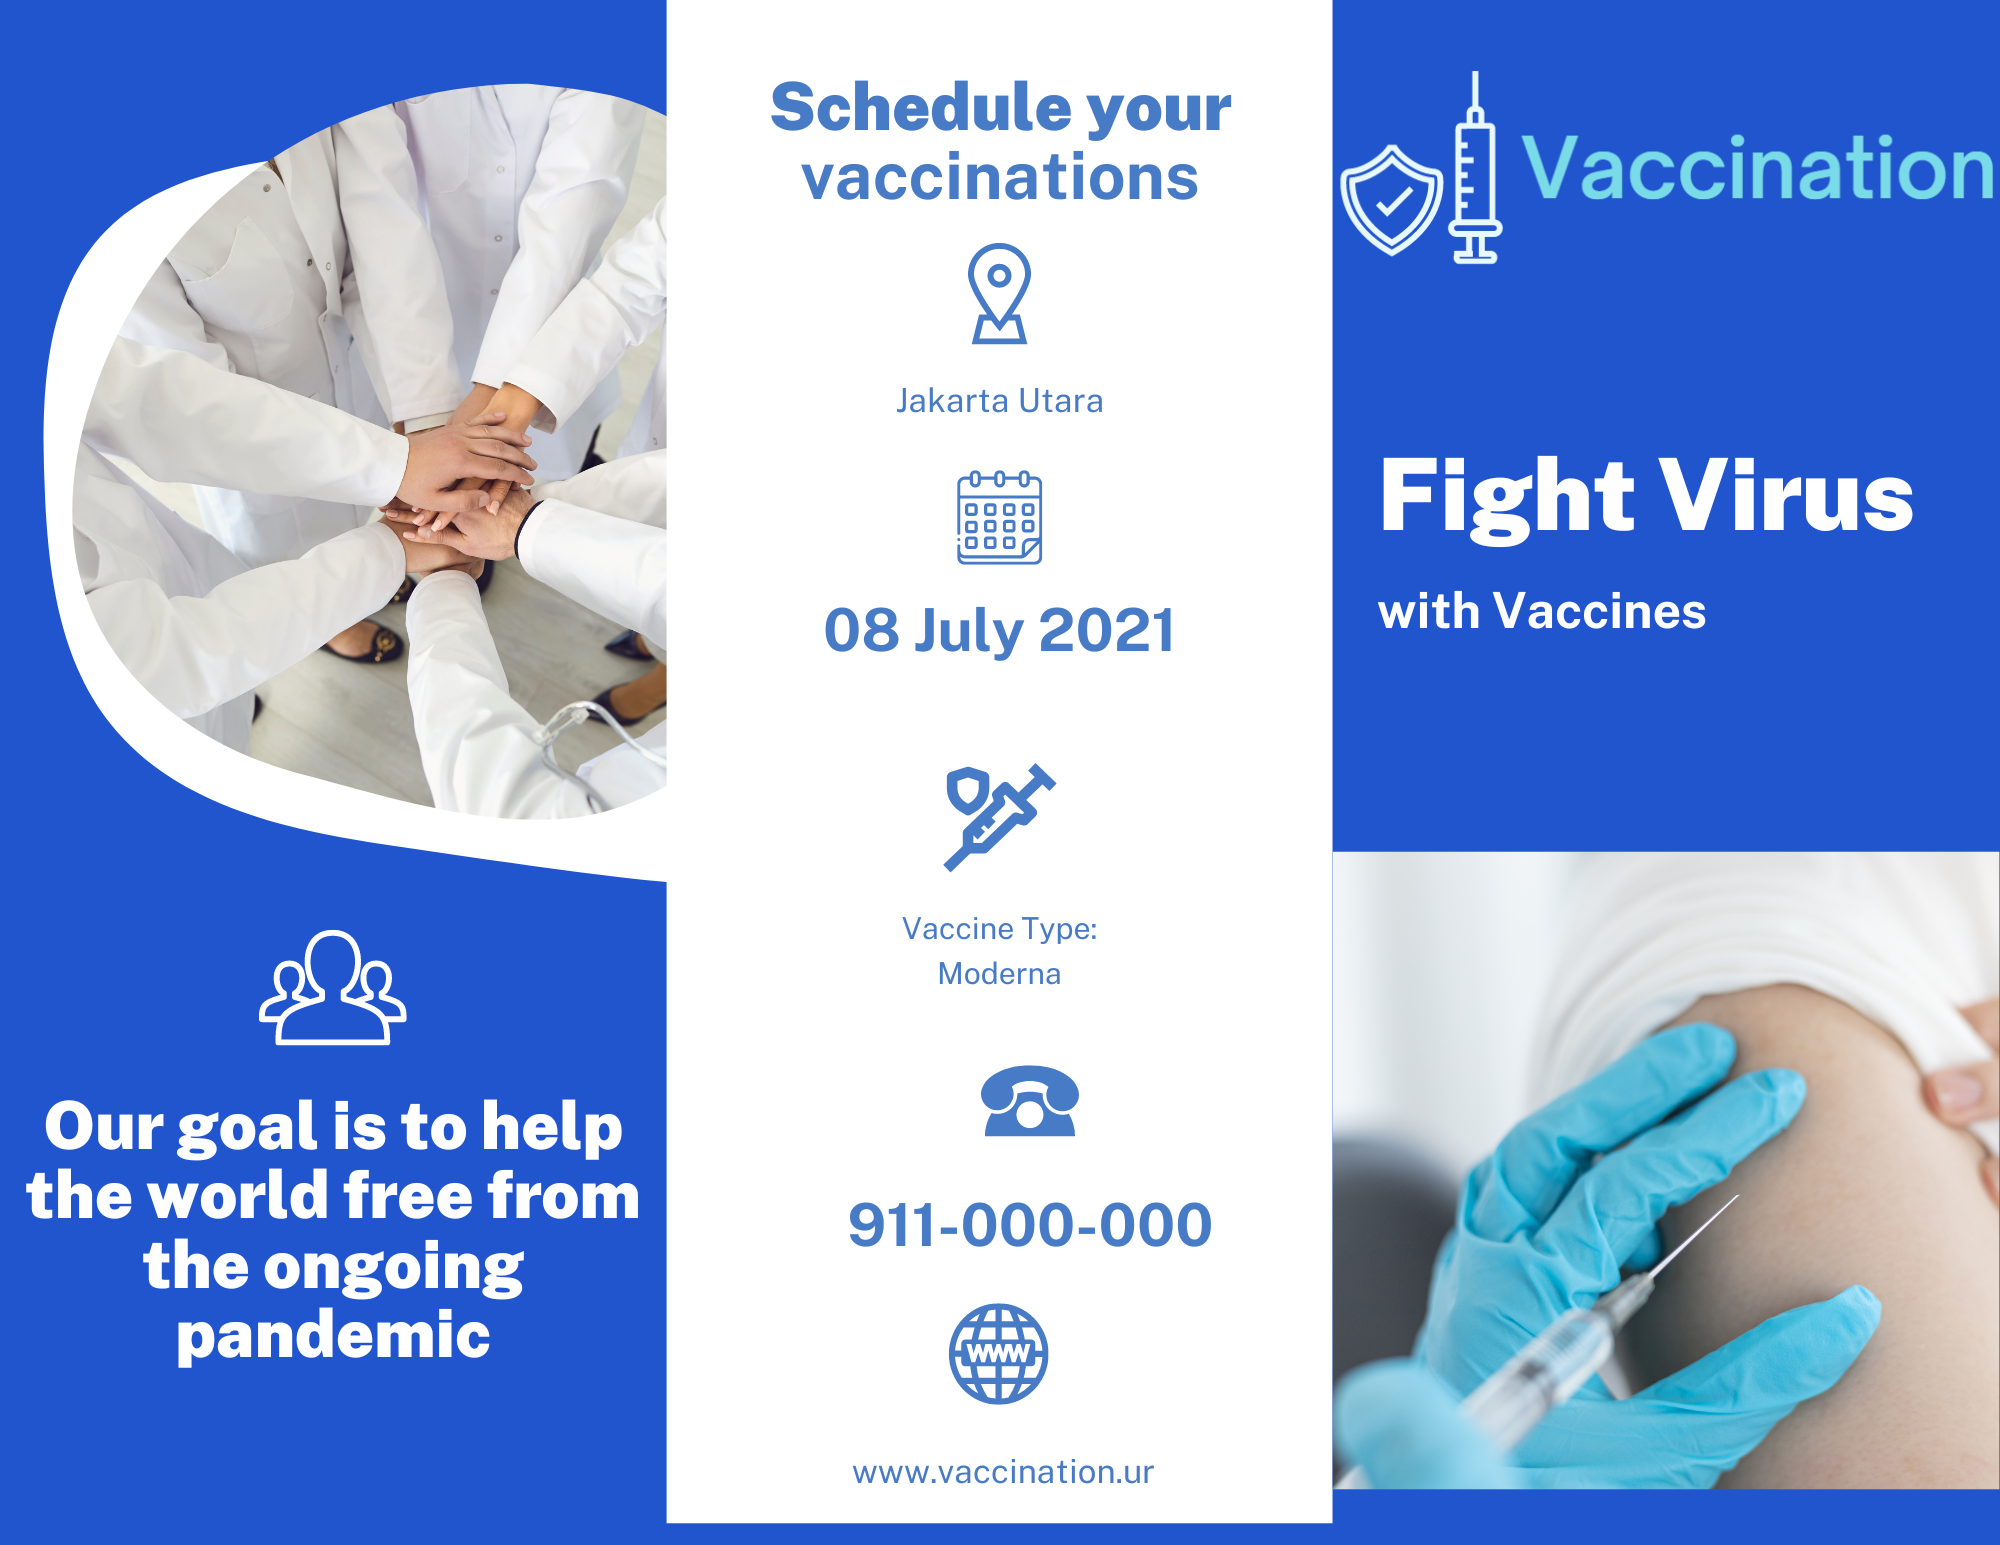 Our goal is to help
the world free from
the ongoing
pandemic
Schedule your
vaccinations
Jakarta Utara
08 July 2021
Vaccine Type:
Moderna
911-000-000
WWW
www.vaccination.ur
Vaccination
Fight Virus
with Vaccines